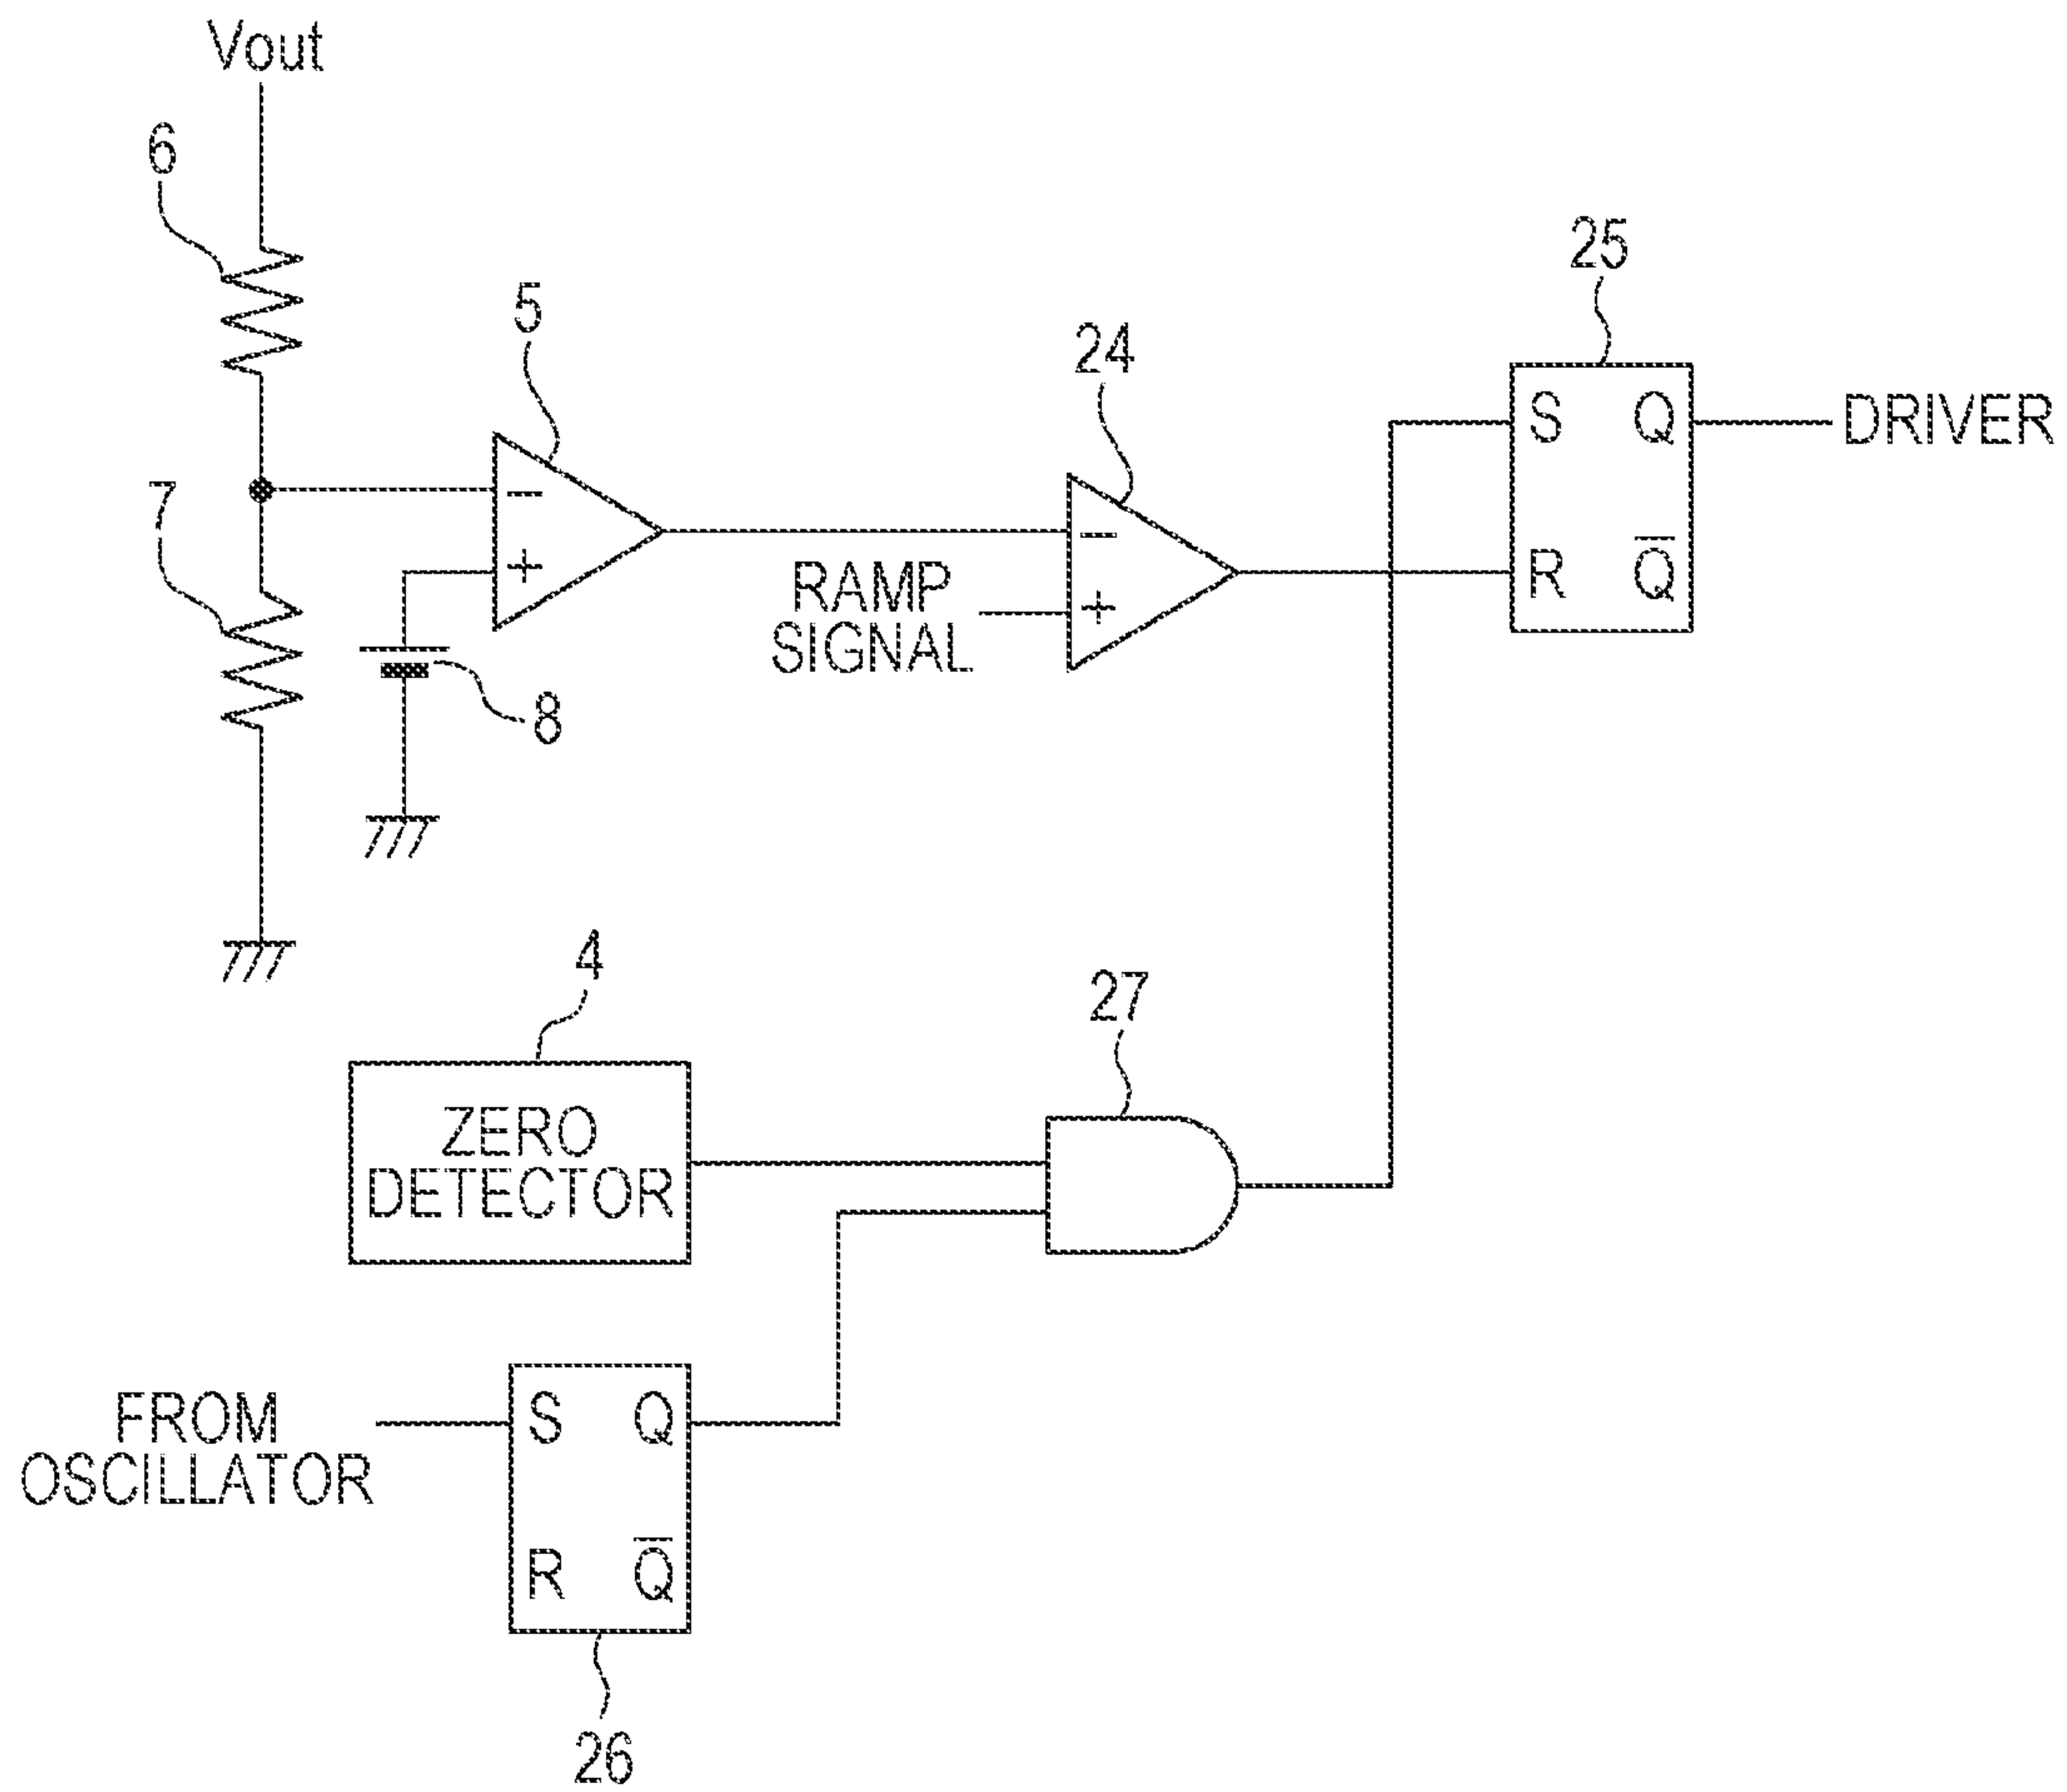 Vout
6
7
5
8
24
25
−
+
−
+
RAMP
SIGNAL
S Q
R Q̅
DRIVER
4
ZERO
DETECTOR
27
FROM
OSCILLATOR
S Q
R Q̅
26